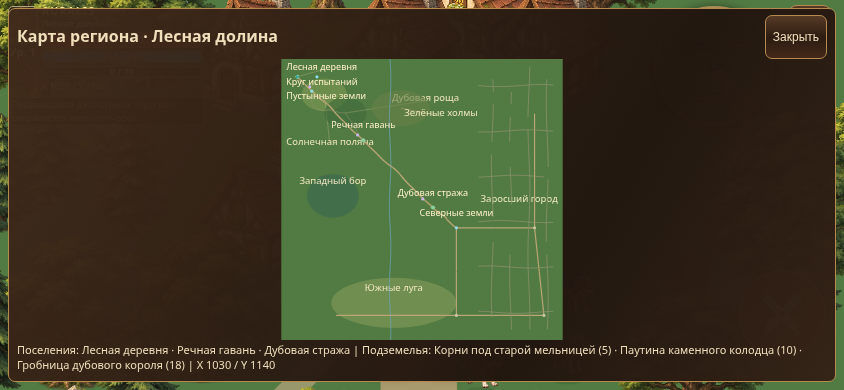 Карта региона · Лесная долина
Закрыть
Лесная деревня
Круг испытаний
Пустынные земли
Дубовая роща
Зелёные холмы
Речная гавань
Солнечная поляна
Западный бор
Дубовая стража
Заросший город
Северные земли
Южные луга
Поселения: Лесная деревня · Речная гавань · Дубовая стража | Подземелья: Корни под старой мельницей (5) · Паутина каменного колодца (10) ·
Гробница дубового короля (18) | X 1030 / Y 1140